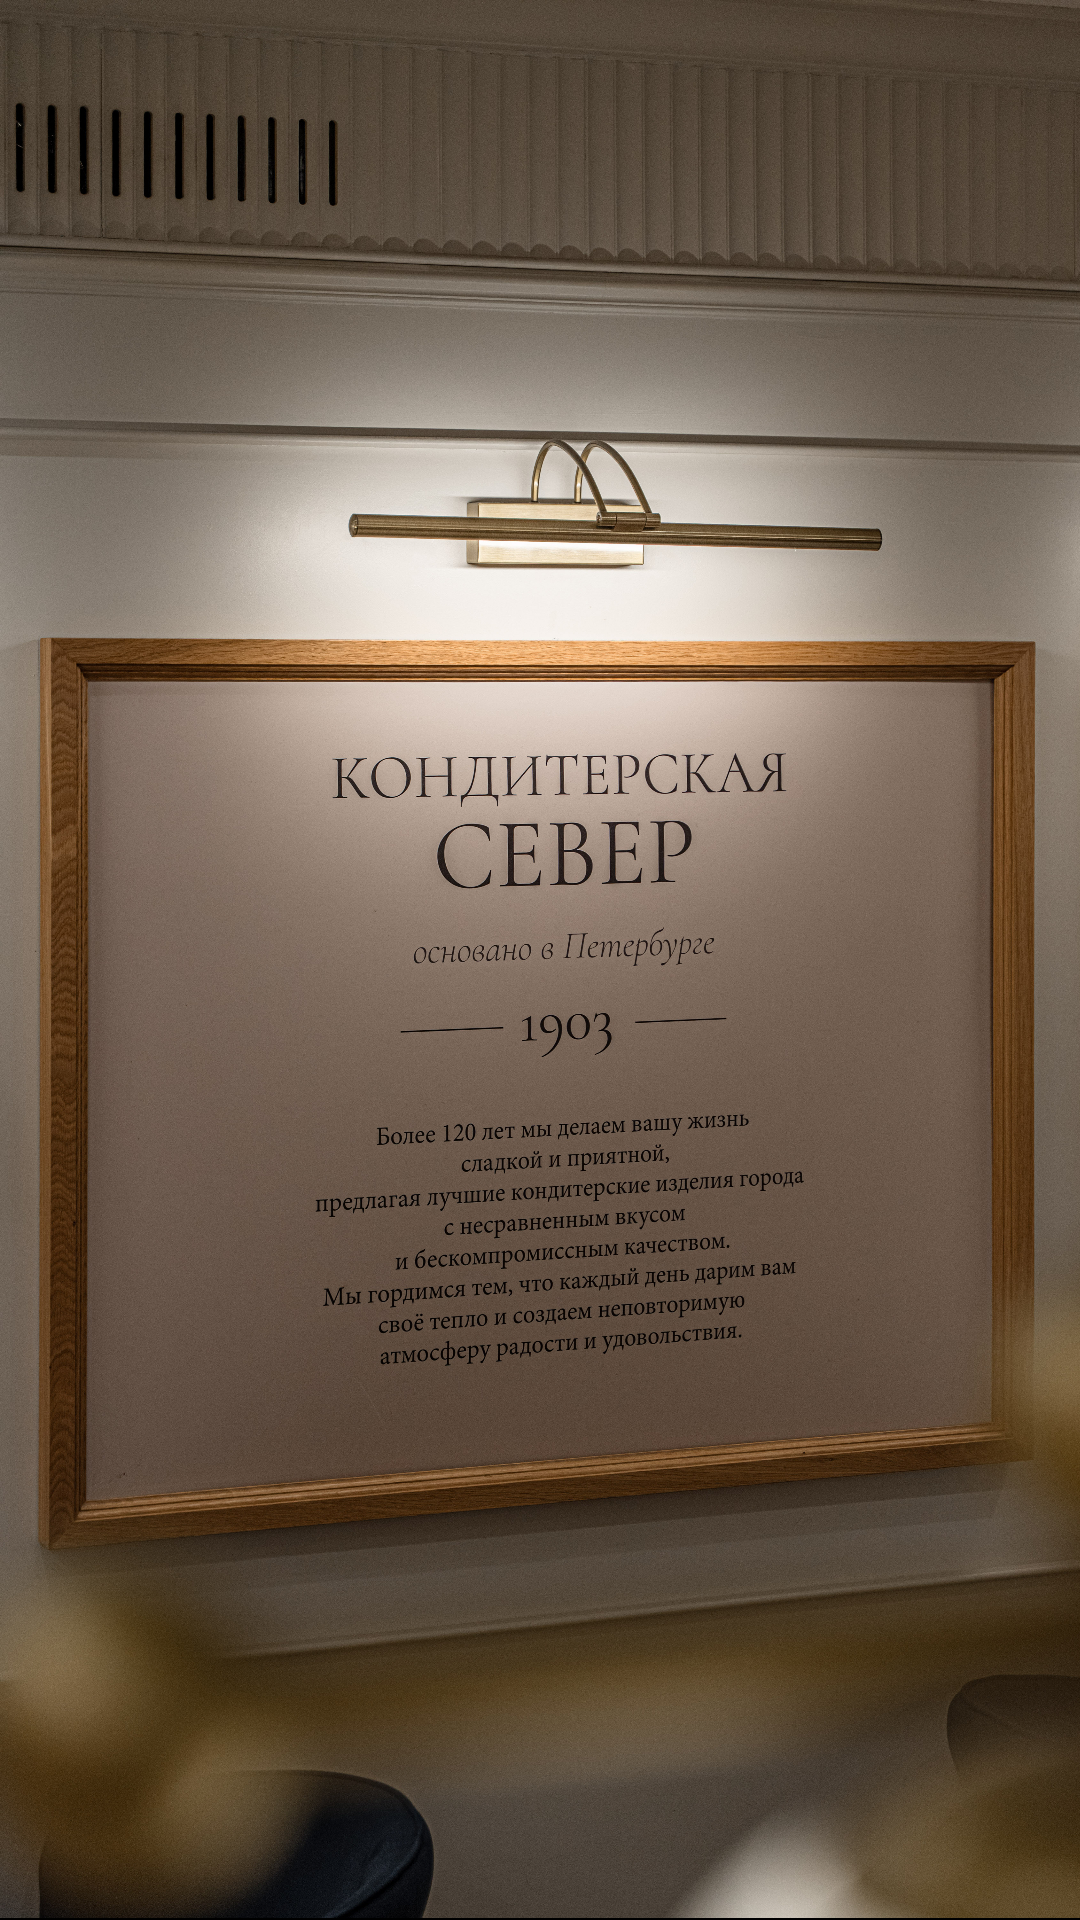 КОНДИТЕРСКАЯ
СЕВЕР
основано в Петербурге
1903
Более 120 лет мы делаем вашу жизнь
сладкой и приятной,
предлагая лучшие кондитерские изделия города
с несравненным вкусом
и бескомпромиссным качеством.
Мы гордимся тем, что каждый день дарим вам
своё тепло и создаем неповторимую
атмосферу радости и удовольствия.